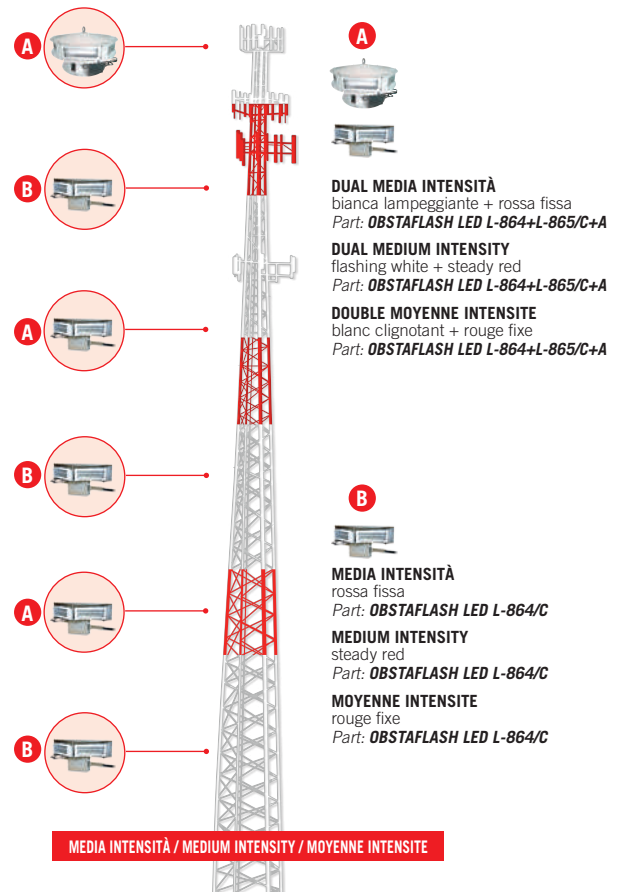 A
A
B
A
B
A
B
DUAL MEDIA INTENSITÀ
bianca lampeggiante + rossa fissa
Part: OBSTAFLASH LED L-864+L-865/C+A
DUAL MEDIUM INTENSITY
flashing white + steady red
Part: OBSTAFLASH LED L-864+L-865/C+A
DOUBLE MOYENNE INTENSITE
blanc clignotant + rouge fixe
Part: OBSTAFLASH LED L-864+L-865/C+A
B
MEDIA INTENSITÀ
rossa fissa
Part: OBSTAFLASH LED L-864/C
MEDIUM INTENSITY
steady red
Part: OBSTAFLASH LED L-864/C
MOYENNE INTENSITE
rouge fixe
Part: OBSTAFLASH LED L-864/C
MEDIA INTENSITÀ / MEDIUM INTENSITY / MOYENNE INTENSITE